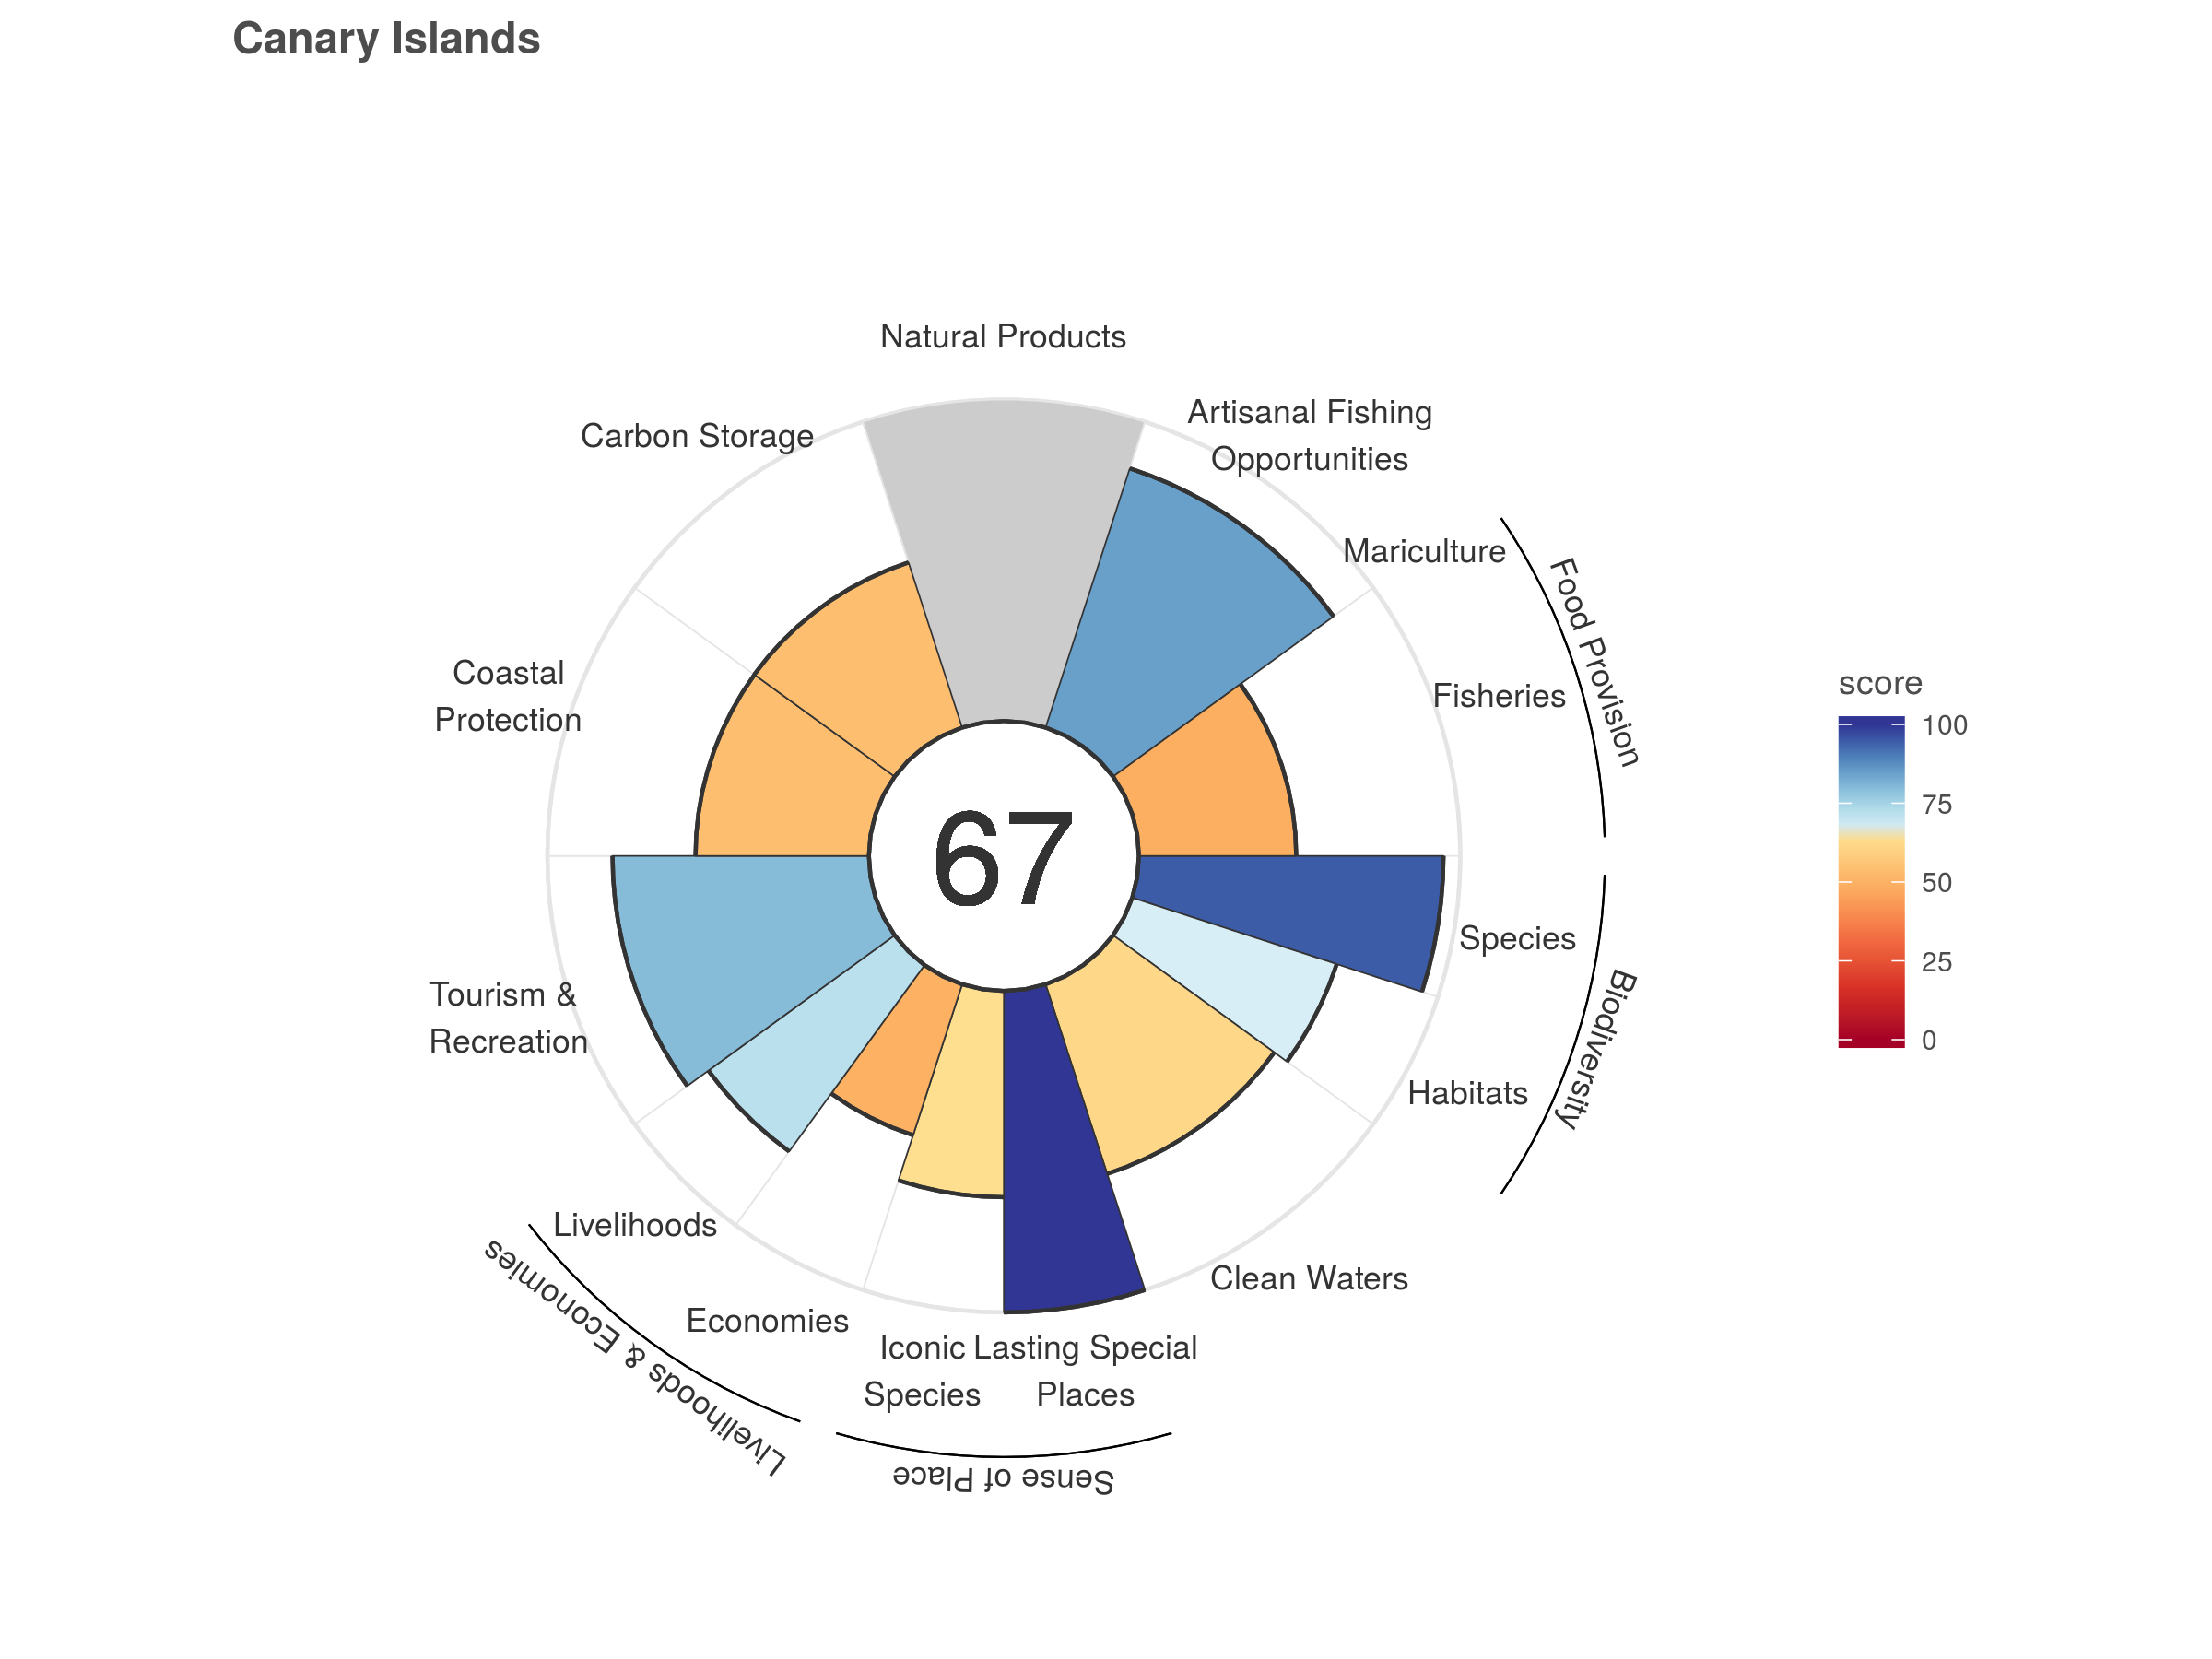 Canary Islands
Natural Products
Artisanal Fishing
Opportunities
Carbon Storage
Mariculture
Food Provision
Fisheries
Coastal
Protection
score
100
75
50
25
0
67
Species
Biodiversity
Habitats
Tourism &
Recreation
Livelihoods
Livelihoods & Economies
Economies
Clean Waters
Iconic
Species
Lasting Special
Places
Sense of Place